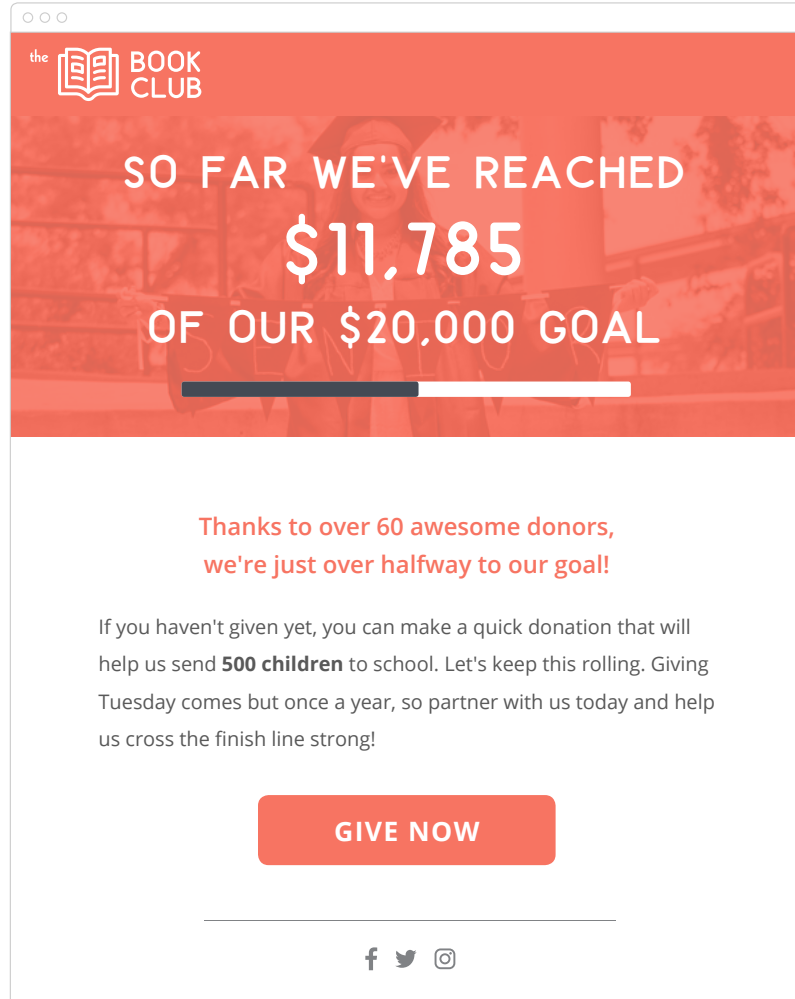 the
BOOK
CLUB
SO FAR WE'VE REACHED
$11,785
OF OUR $20,000 GOAL
SENIOR
Thanks to over 60 awesome donors,
we're just over halfway to our goal!
If you haven't given yet, you can make a quick donation that will
help us send 500 children to school. Let's keep this rolling. Giving
Tuesday comes but once a year, so partner with us today and help
us cross the finish line strong!
GIVE NOW